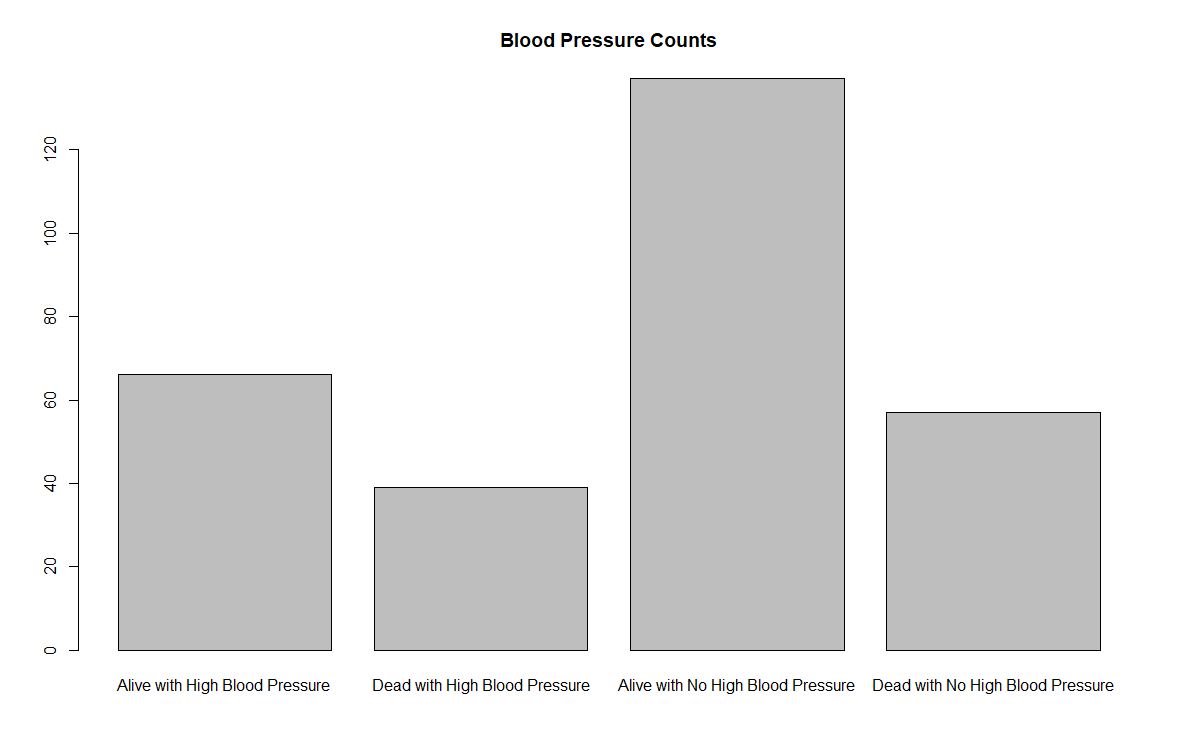 Blood Pressure Counts
120
100
80
60
40
20
0
Alive with High Blood Pressure
Dead with High Blood Pressure
Alive with No High Blood Pressure
Dead with No High Blood Pressure